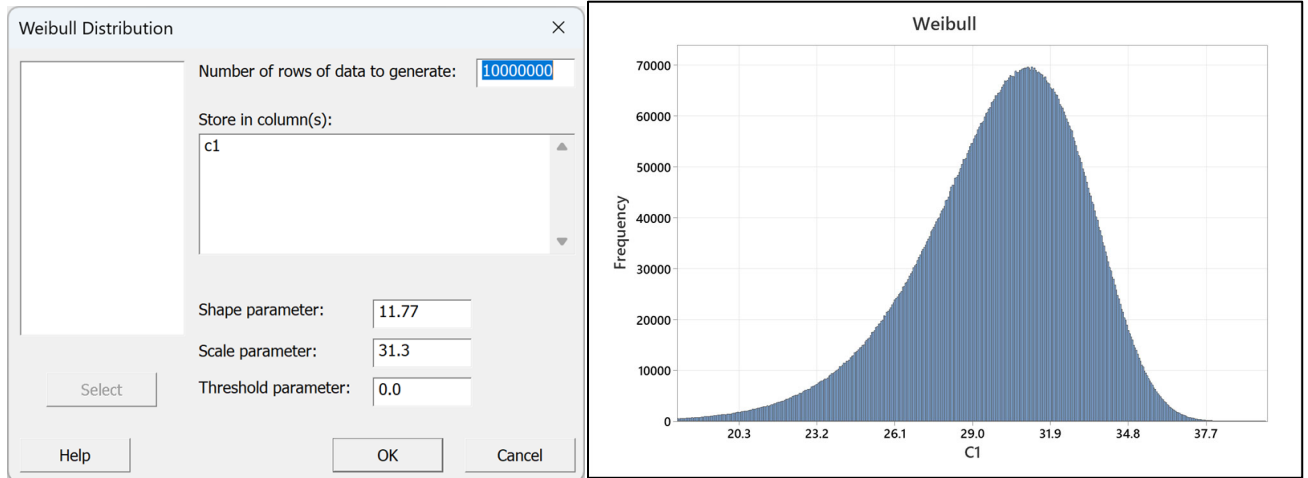 Weibull Distribution
Number of rows of data to generate: 10000000
Store in column(s):
c1
Shape parameter: 11.77
Scale parameter: 31.3
Select
Threshold parameter: 0.0
Help
OK
Cancel
Weibull
70000
60000
50000
40000
30000
20000
10000
0
Frequency
20.3 23.2 26.1 29.0 31.9 34.8 37.7
C1